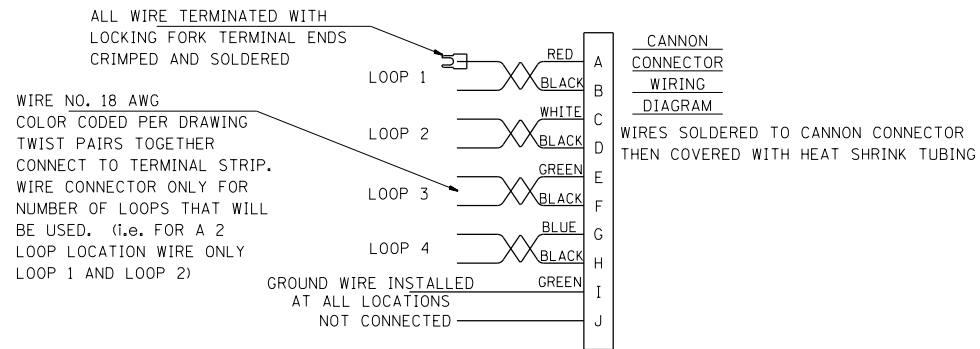 ALL WIRE TERMINATED WITH
LOCKING FORK TERMINAL ENDS
CRIMPED AND SOLDERED
WIRE NO. 18 AWG
COLOR CODED PER DRAWING
TWIST PAIRS TOGETHER
CONNECT TO TERMINAL STRIP.
WIRE CONNECTOR ONLY FOR
NUMBER OF LOOPS THAT WILL
BE USED. (i.e. FOR A 2
LOOP LOCATION WIRE ONLY
LOOP 1 AND LOOP 2)
LOOP 1
RED A
BLACK B
LOOP 2
WHITE C
BLACK D
LOOP 3
GREEN E
BLACK F
LOOP 4
BLUE G
BLACK H
GROUND WIRE INSTALLED
AT ALL LOCATIONS
GREEN I
NOT CONNECTED J
CANNON
CONNECTOR
WIRING
DIAGRAM
WIRES SOLDERED TO CANNON CONNECTOR
THEN COVERED WITH HEAT SHRINK TUBING